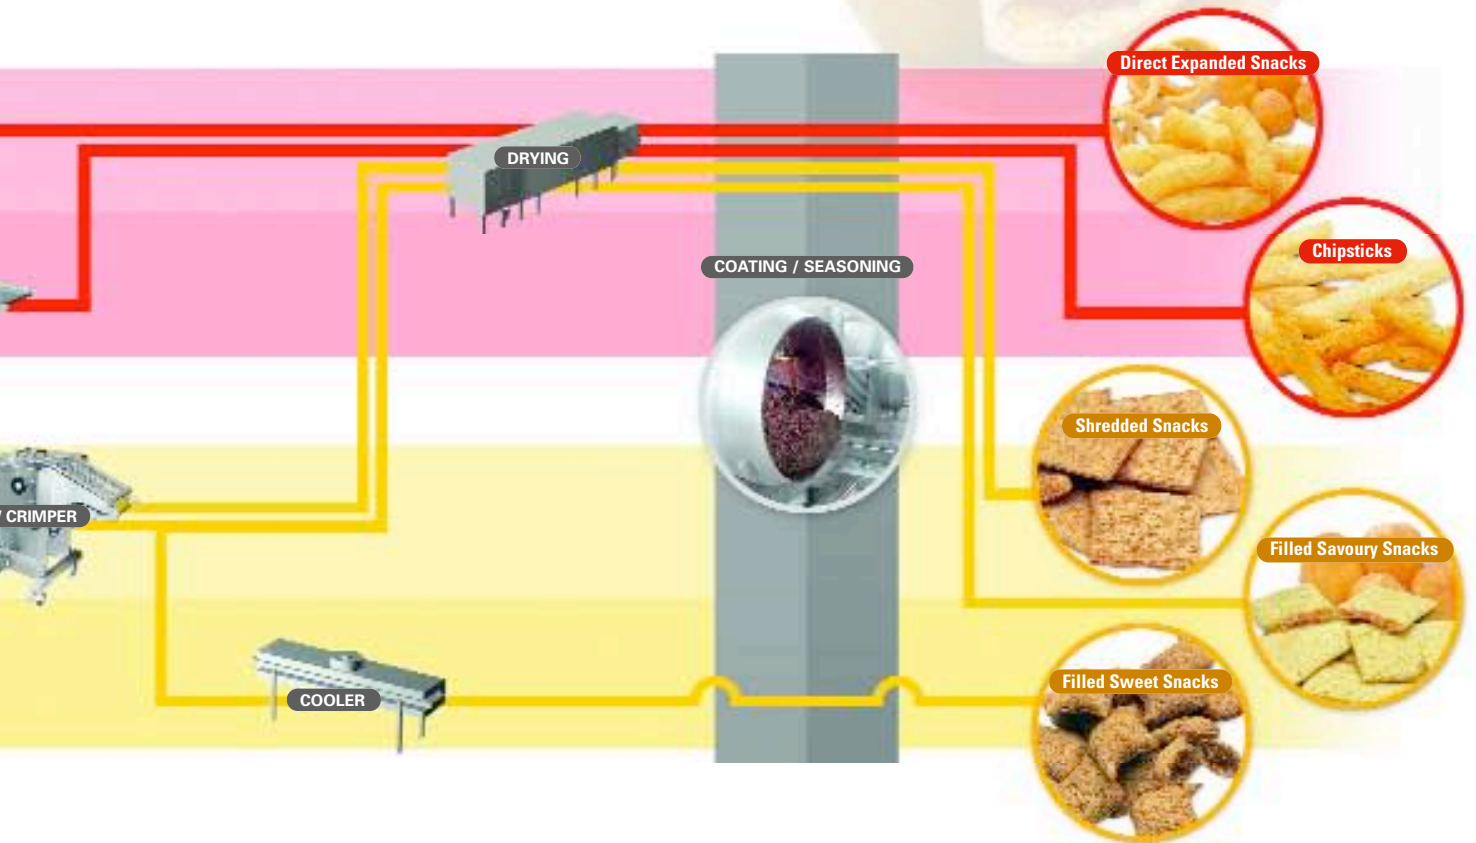 Direct Expanded Snacks
DRYING
Chipsticks
COATING / SEASONING
Shredded Snacks
/ CRIMPER
Filled Savoury Snacks
Filled Sweet Snacks
COOLER